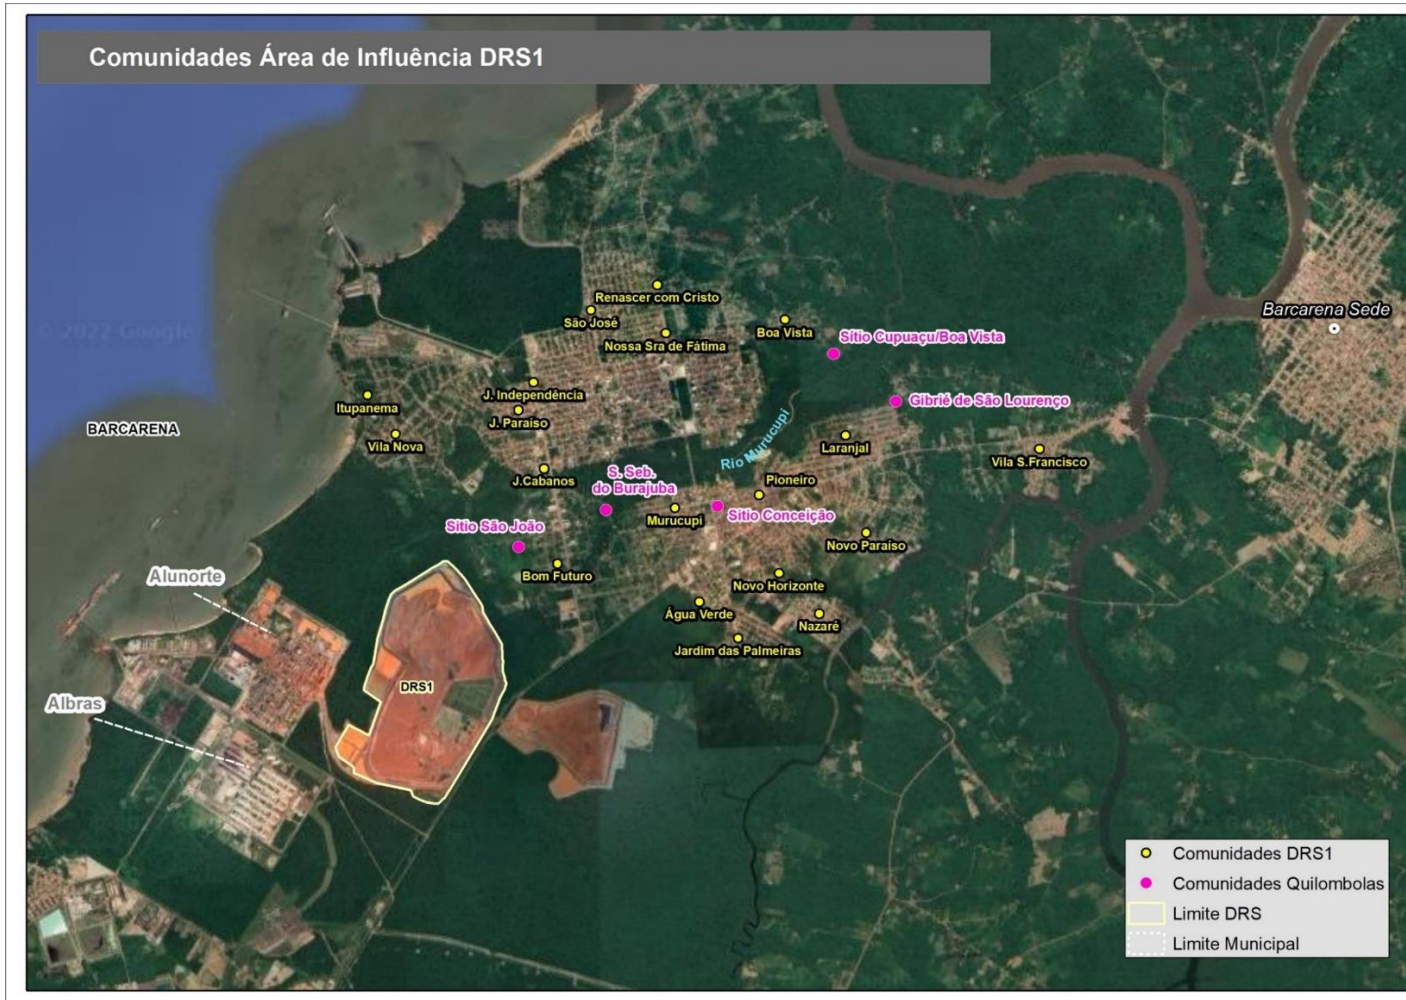 Comunidades Área de Influência DRS1
© 2022 Google
Renascer com Cristo
São José
Nossa Sra de Fátima
Boa Vista
Sítio Cupuaçu/Boa Vista
Barcarena Sede
J. Independência
Itupanema
J. Paraíso
Gibrié de São Lourenço
BARCARENA
Vila Nova
Rio Murucupi
Laranjal
Vila S.Francisco
J.Cabanos
S. Seb.
do Burajuba
Pioneiro
Murucupi
Sitio Conceição
Sitio São João
Novo Paraíso
Bom Futuro
Alunorte
Novo Horizonte
Água Verde
Nazaré
Jardim das Palmeiras
DRS1
Albras
Comunidades DRS1
Comunidades Quilombolas
Limite DRS
Limite Municipal